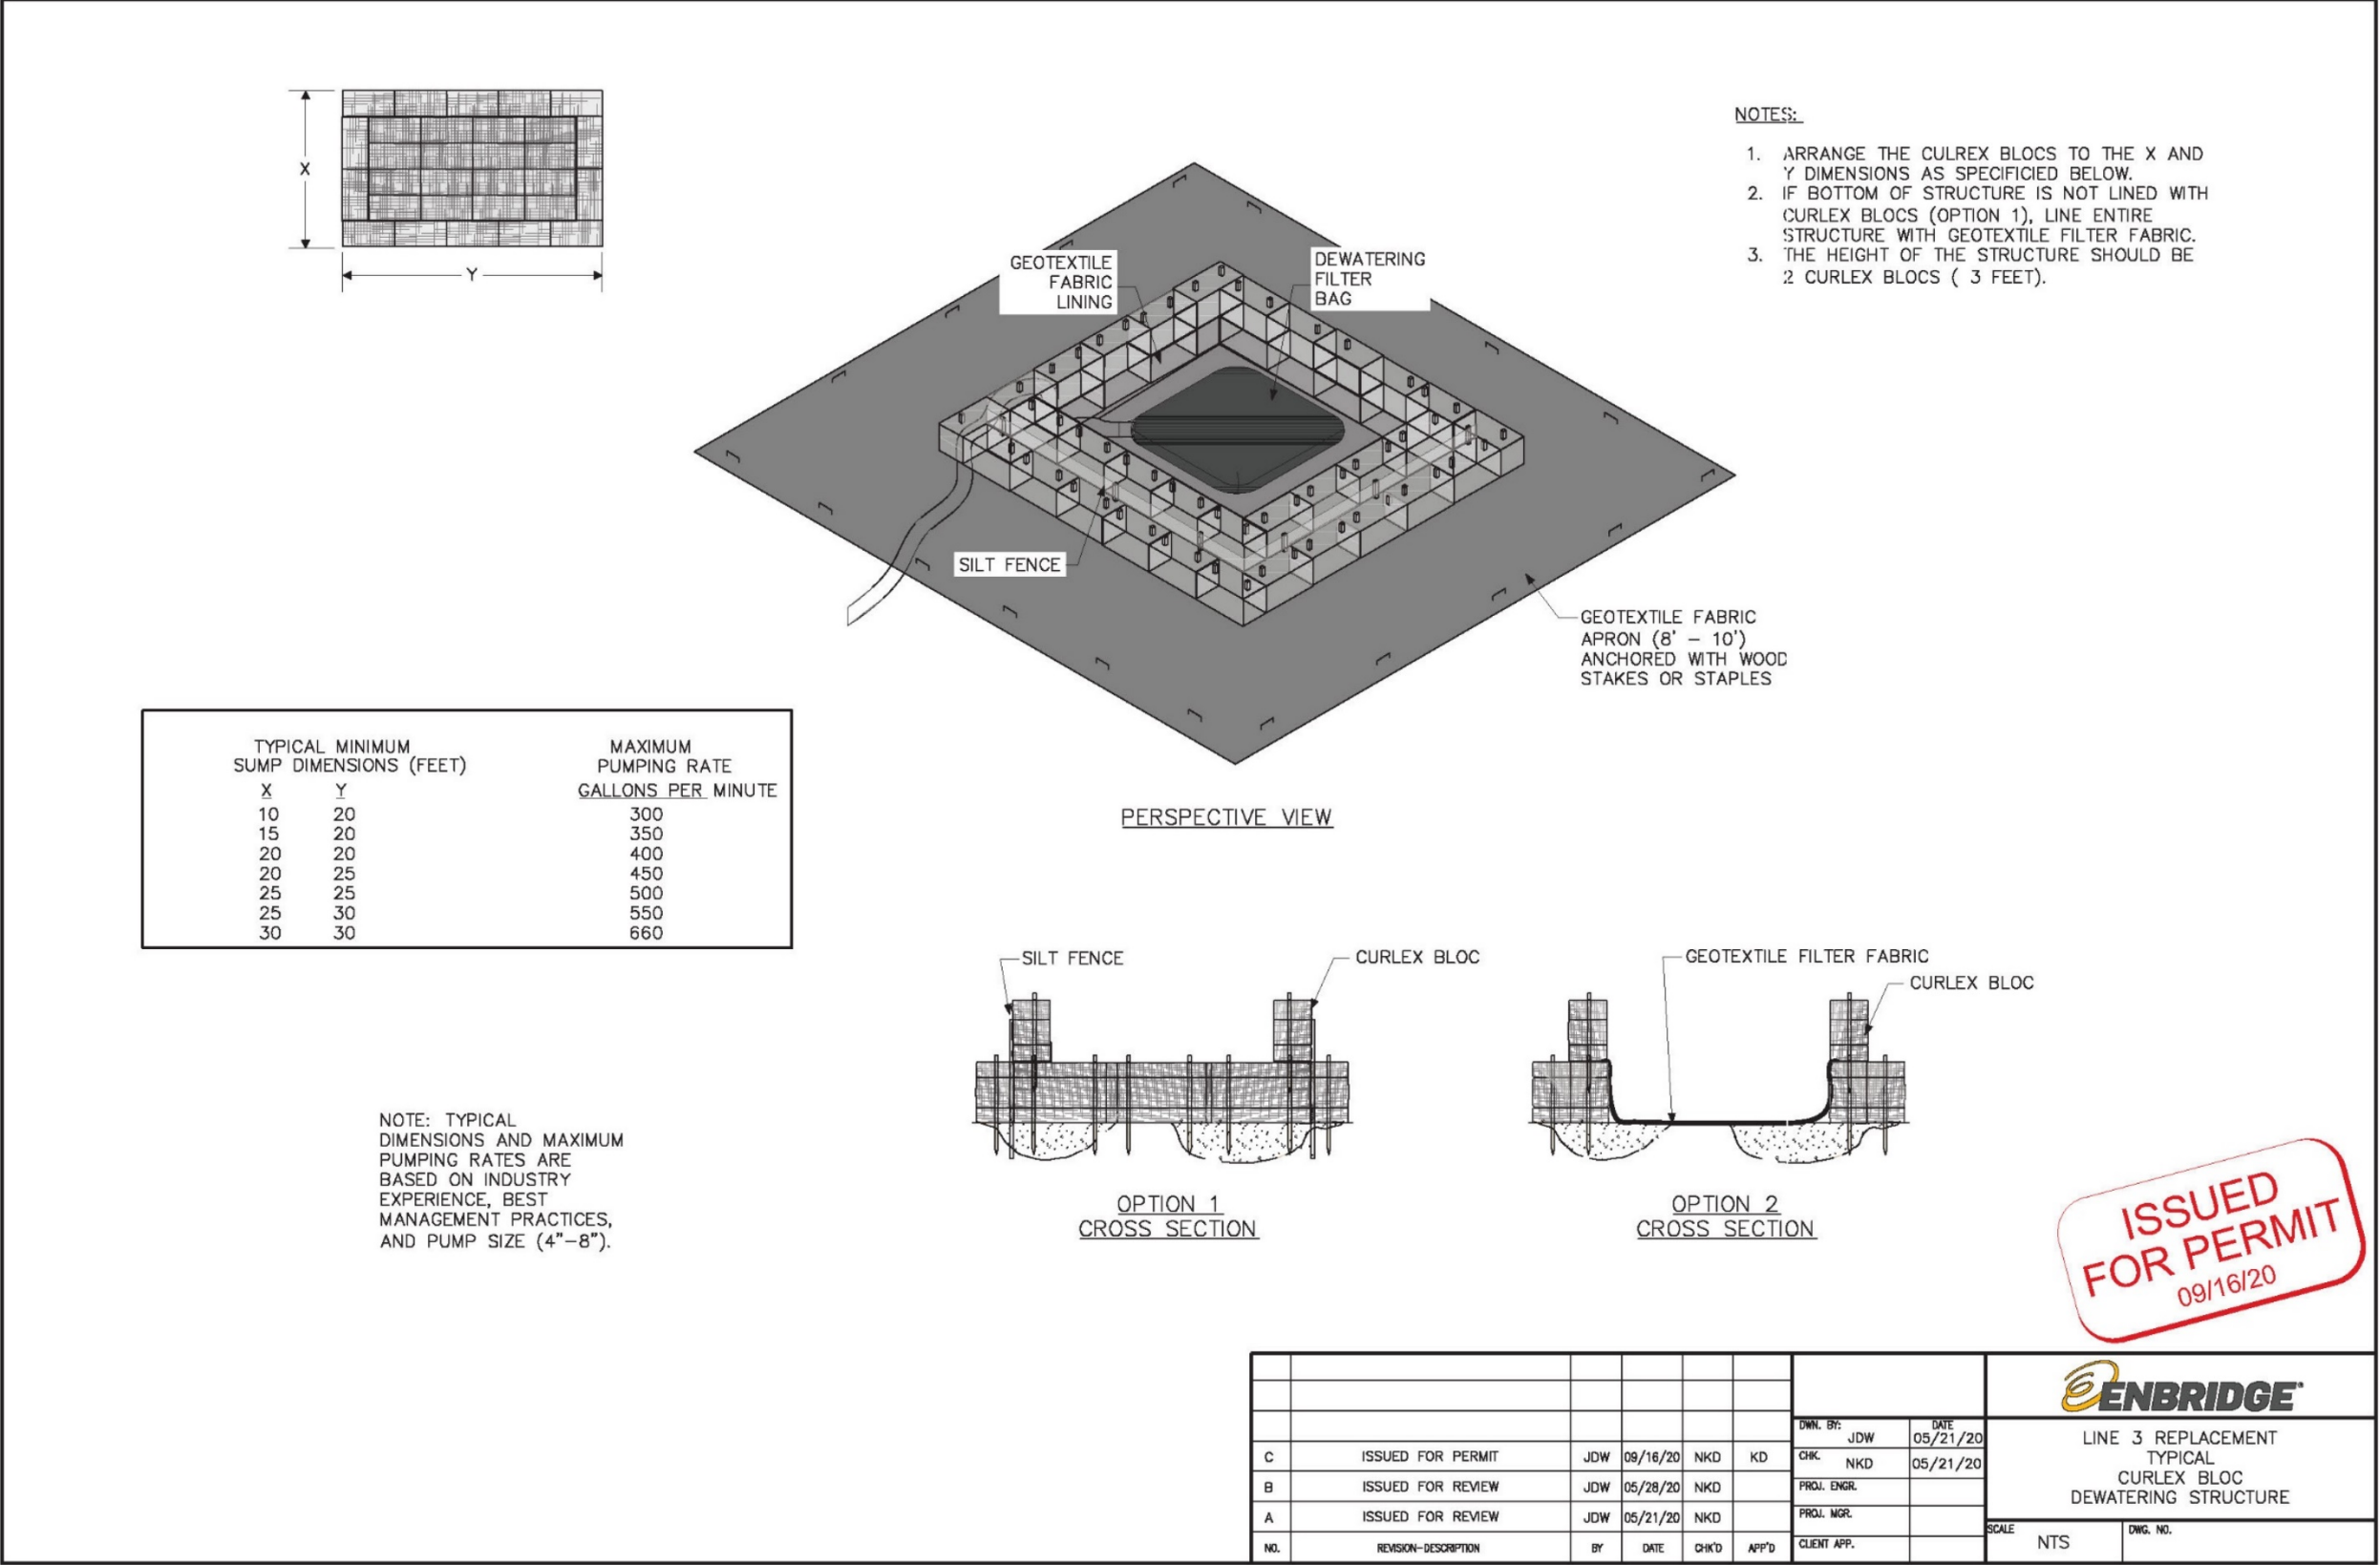 X
Y
NOTES:
1. ARRANGE THE CULREX BLOCS TO THE X AND
Y DIMENSIONS AS SPECIFICIED BELOW.
2. IF BOTTOM OF STRUCTURE IS NOT LINED WITH
CURLEX BLOCS (OPTION 1), LINE ENTIRE
STRUCTURE WITH GEOTEXTILE FILTER FABRIC.
3. THE HEIGHT OF THE STRUCTURE SHOULD BE
2 CURLEX BLOCS ( 3 FEET).
GEOTEXTILE
FABRIC
LINING
DEWATERING
FILTER
BAG
SILT FENCE
GEOTEXTILE FABRIC
APRON (8' – 10')
ANCHORED WITH WOOD
STAKES OR STAPLES
PERSPECTIVE VIEW
TYPICAL MINIMUM MAXIMUM
SUMP DIMENSIONS (FEET) PUMPING RATE
X Y GALLONS PER MINUTE
10 20 300
15 20 350
20 20 400
20 25 450
25 25 500
25 30 550
30 30 660
SILT FENCE
CURLEX BLOC
GEOTEXTILE FILTER FABRIC
CURLEX BLOC
OPTION 1
CROSS SECTION
OPTION 2
CROSS SECTION
NOTE: TYPICAL
DIMENSIONS AND MAXIMUM
PUMPING RATES ARE
BASED ON INDUSTRY
EXPERIENCE, BEST
MANAGEMENT PRACTICES,
AND PUMP SIZE (4"–8").
ISSUED
FOR PERMIT
09/16/20
C ISSUED FOR PERMIT JDW 09/16/20 NKD KD
B ISSUED FOR REVIEW JDW 05/28/20 NKD
A ISSUED FOR REVIEW JDW 05/21/20 NKD
NO. REVISION–DESCRIPTION BY DATE CHK'D APP'D
DWN. BY: JDW DATE 05/21/20
CHK. NKD 05/21/20
PROJ. ENGR.
PROJ. MGR.
CLIENT APP.
ENBRIDGE®
LINE 3 REPLACEMENT
TYPICAL
CURLEX BLOC
DEWATERING STRUCTURE
SCALE NTS
DWG. NO.